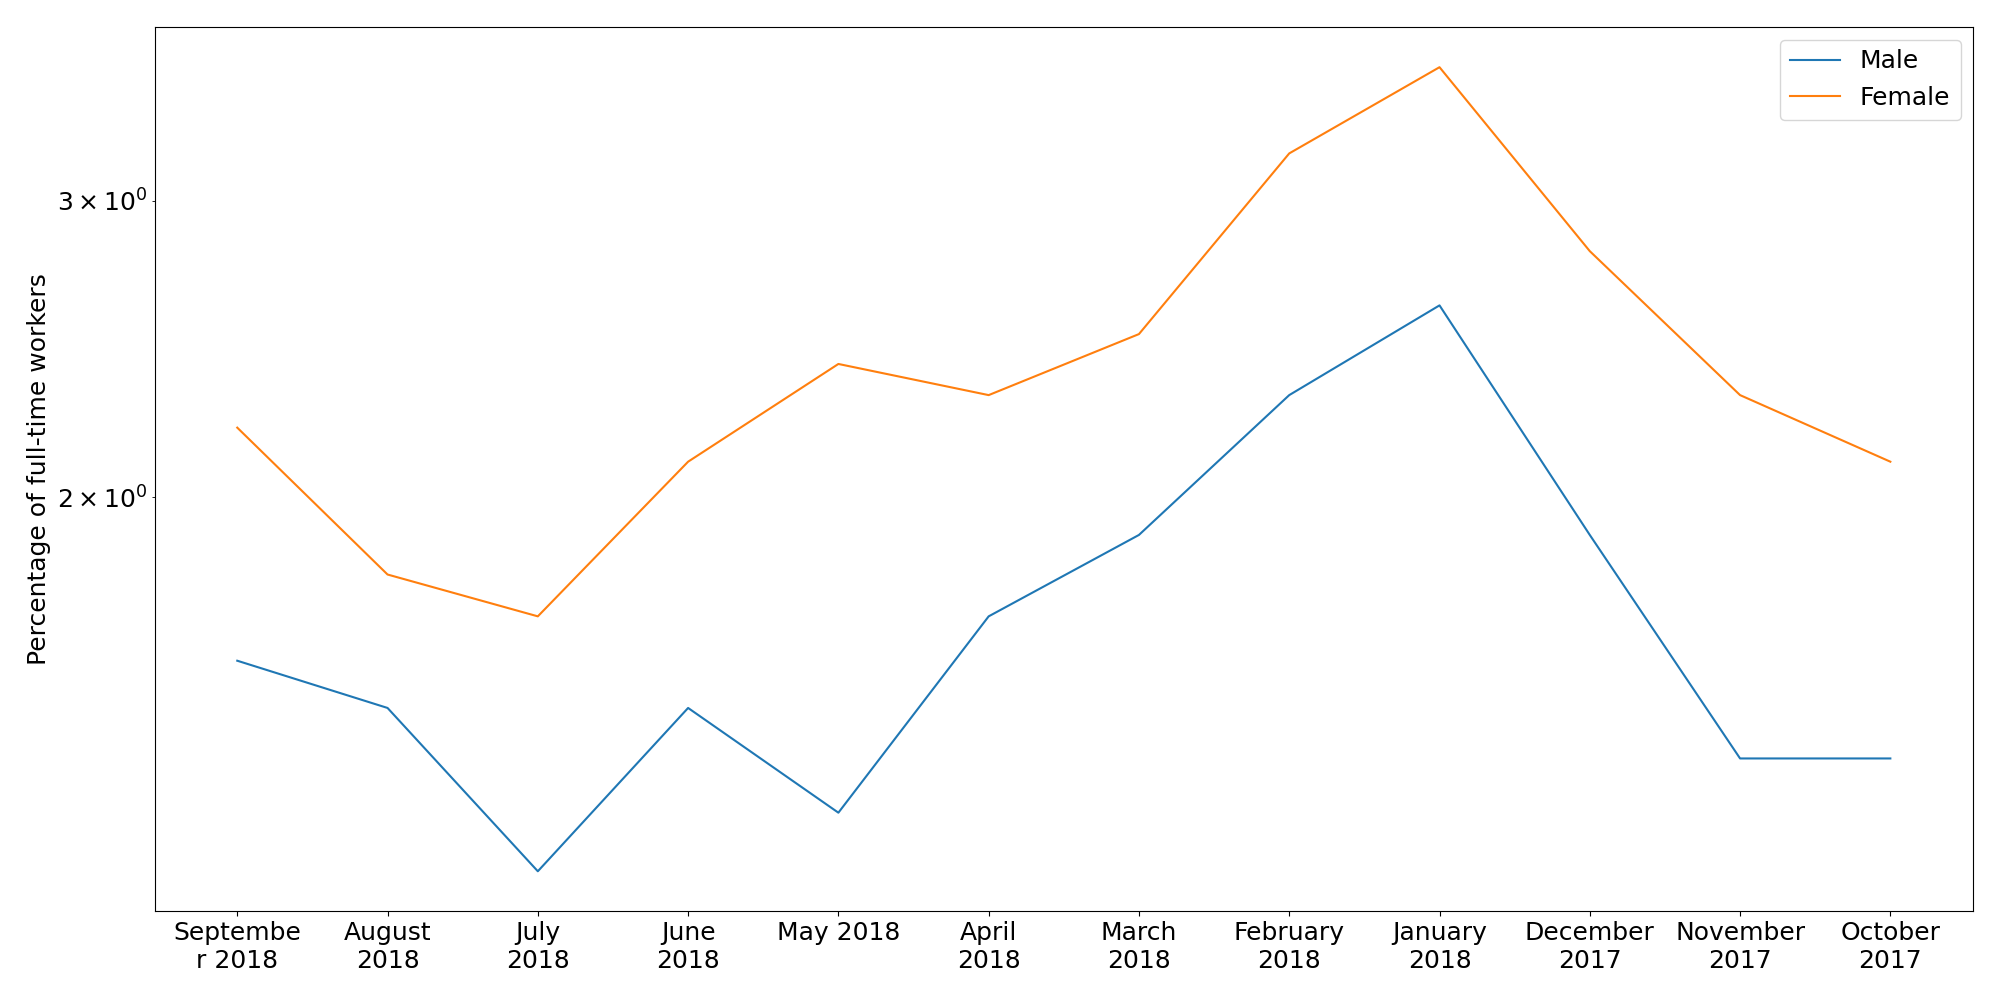 Male
Female
3 × 10⁰
2 × 10⁰
Percentage of full-time workers
Septembe
r 2018
August
2018
July
2018
June
2018
May 2018
April
2018
March
2018
February
2018
January
2018
December
2017
November
2017
October
2017